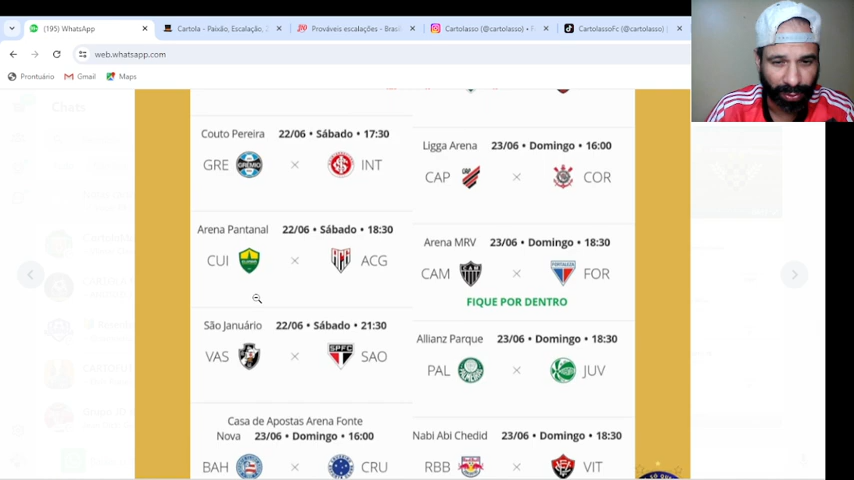 (195) WhatsApp
Cartola - Paixão, Escalação,
Prováveis escalações - Brasil
Cartolasso (@cartolasso) •
CartolassoFc (@cartolasso)
web.whatsapp.com
Prontuário
Gmail
Maps
Chats
Couto Pereira 22/06 • Sábado • 17:30
GRE × INT
Arena Pantanal 22/06 • Sábado • 18:30
CUI × ACG
São Januário 22/06 • Sábado • 21:30
VAS × SAO
Casa de Apostas Arena Fonte
Nova 23/06 • Domingo • 16:00
BAH × CRU
Ligga Arena 23/06 • Domingo • 16:00
CAP × COR
Arena MRV 23/06 • Domingo • 18:30
CAM × FOR
FIQUE POR DENTRO
Allianz Parque 23/06 • Domingo • 18:30
PAL × JUV
Nabi Abi Chedid 23/06 • Domingo • 18:30
RBB × VIT